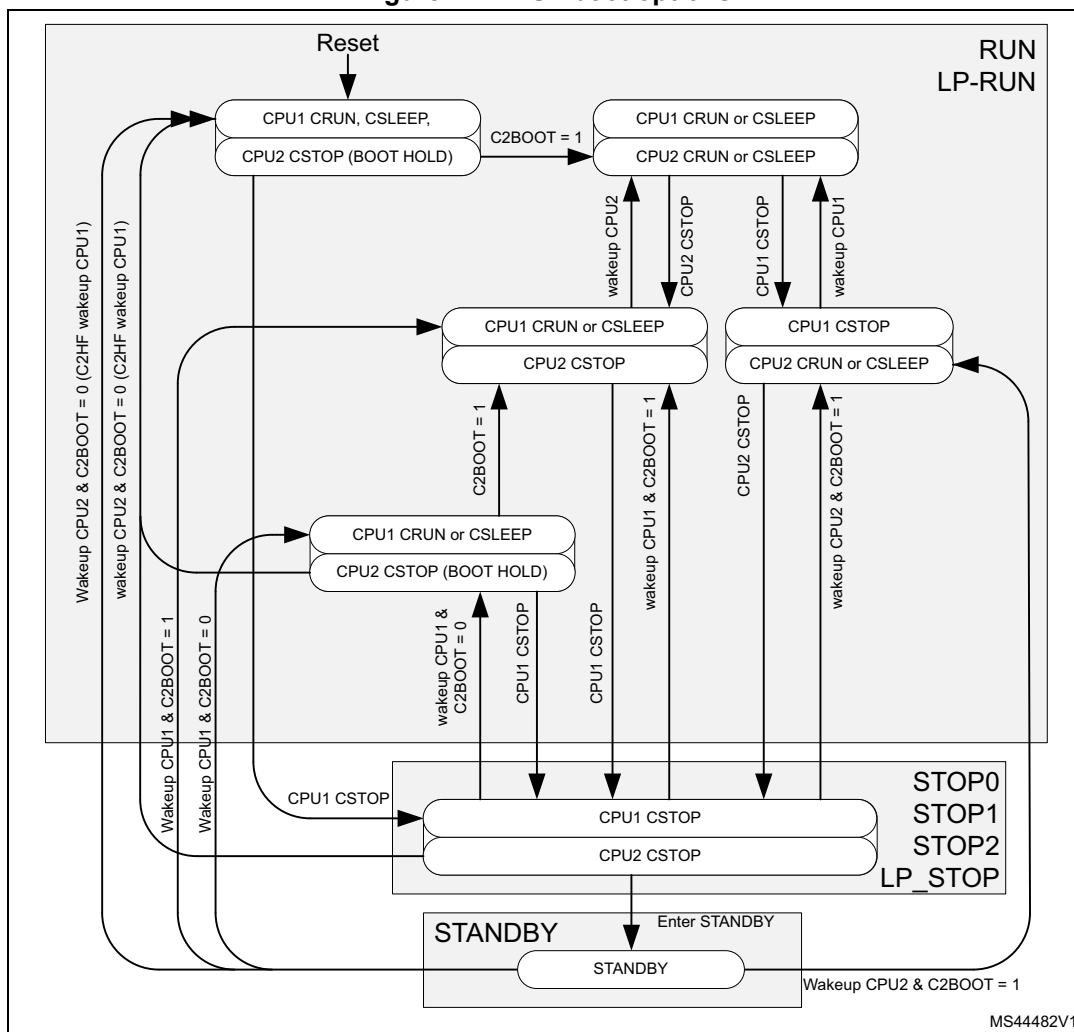 Reset
RUN
LP-RUN
CPU1 CRUN, CSLEEP,
CPU2 CSTOP (BOOT HOLD)
C2BOOT = 1
CPU1 CRUN or CSLEEP
CPU2 CRUN or CSLEEP
wakeup CPU2
CPU2 CSTOP
CPU1 CSTOP
wakeup CPU1
Wakeup CPU2 & C2BOOT = 0 (C2HF wakeup CPU1)
wakeup CPU2 & C2BOOT = 0 (C2HF wakeup CPU1)
CPU1 CRUN or CSLEEP
CPU2 CSTOP
CPU1 CSTOP
CPU2 CRUN or CSLEEP
C2BOOT = 1
wakeup CPU1 & C2BOOT = 1
CPU2 CSTOP
wakeup CPU2 & C2BOOT = 1
CPU1 CRUN or CSLEEP
CPU2 CSTOP (BOOT HOLD)
Wakeup CPU1 & C2BOOT = 1
Wakeup CPU1 & C2BOOT = 0
wakeup CPU1 &
C2BOOT = 0
CPU1 CSTOP
CPU1 CSTOP
CPU1 CSTOP
CPU1 CSTOP
CPU2 CSTOP
STOP0
STOP1
STOP2
LP_STOP
Enter STANDBY
STANDBY
STANDBY
Wakeup CPU2 & C2BOOT = 1
MS44482V1